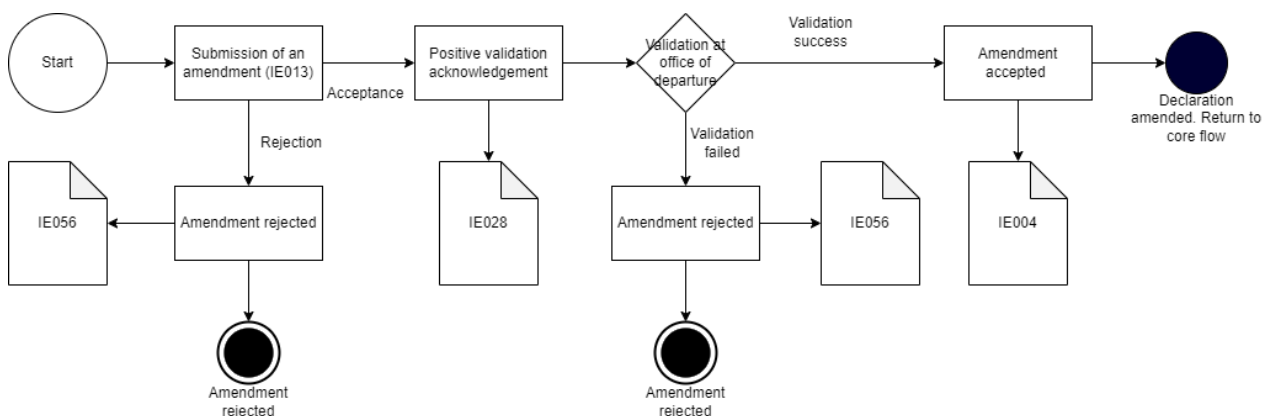 Start
Submission of an
amendment (IE013)
Acceptance
Positive validation
acknowledgement
Validation at
office of
departure
Validation
success
Amendment
accepted
Declaration
amended. Return to
core flow
Rejection
Validation
failed
IE056
Amendment rejected
IE028
Amendment rejected
IE056
IE004
Amendment
rejected
Amendment
rejected